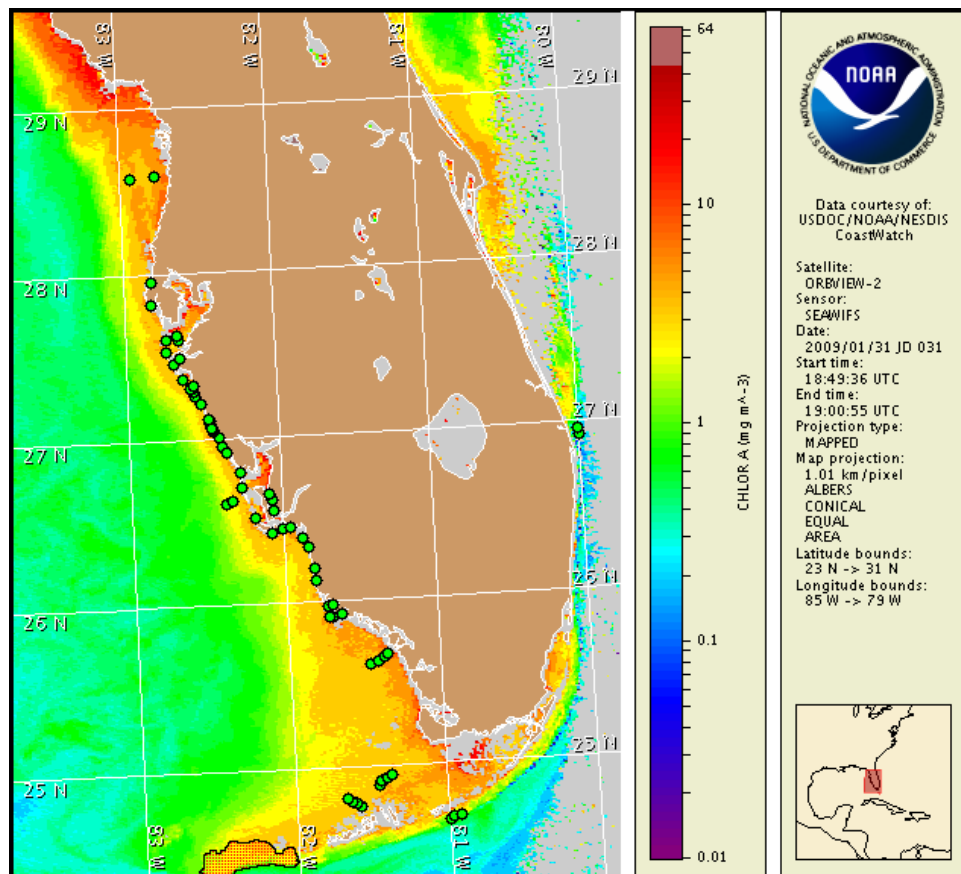 83 W
82 W
81 W
80 W
29 N
29 N
28 N
28 N
27 N
27 N
26 N
26 N
25 N
25 N
83 W
82 W
81 W
64
10
1
0.1
0.01
CHLOR A (mg m^-3)
NATIONAL OCEANIC AND ATMOSPHERIC ADMINISTRATION
NOAA
U.S. DEPARTMENT OF COMMERCE
Data courtesy of:
USDOC/NOAA/NESDIS
CoastWatch
Satellite:
ORBVIEW-2
Sensor:
SEAWIFS
Date:
2009/01/31 JD 031
Start time:
18:49:36 UTC
End time:
19:00:55 UTC
Projection type:
MAPPED
Map projection:
1.01 km/pixel
ALBERS
CONICAL
EQUAL
AREA
Latitude bounds:
23 N -> 31 N
Longitude bounds:
85 W -> 79 W